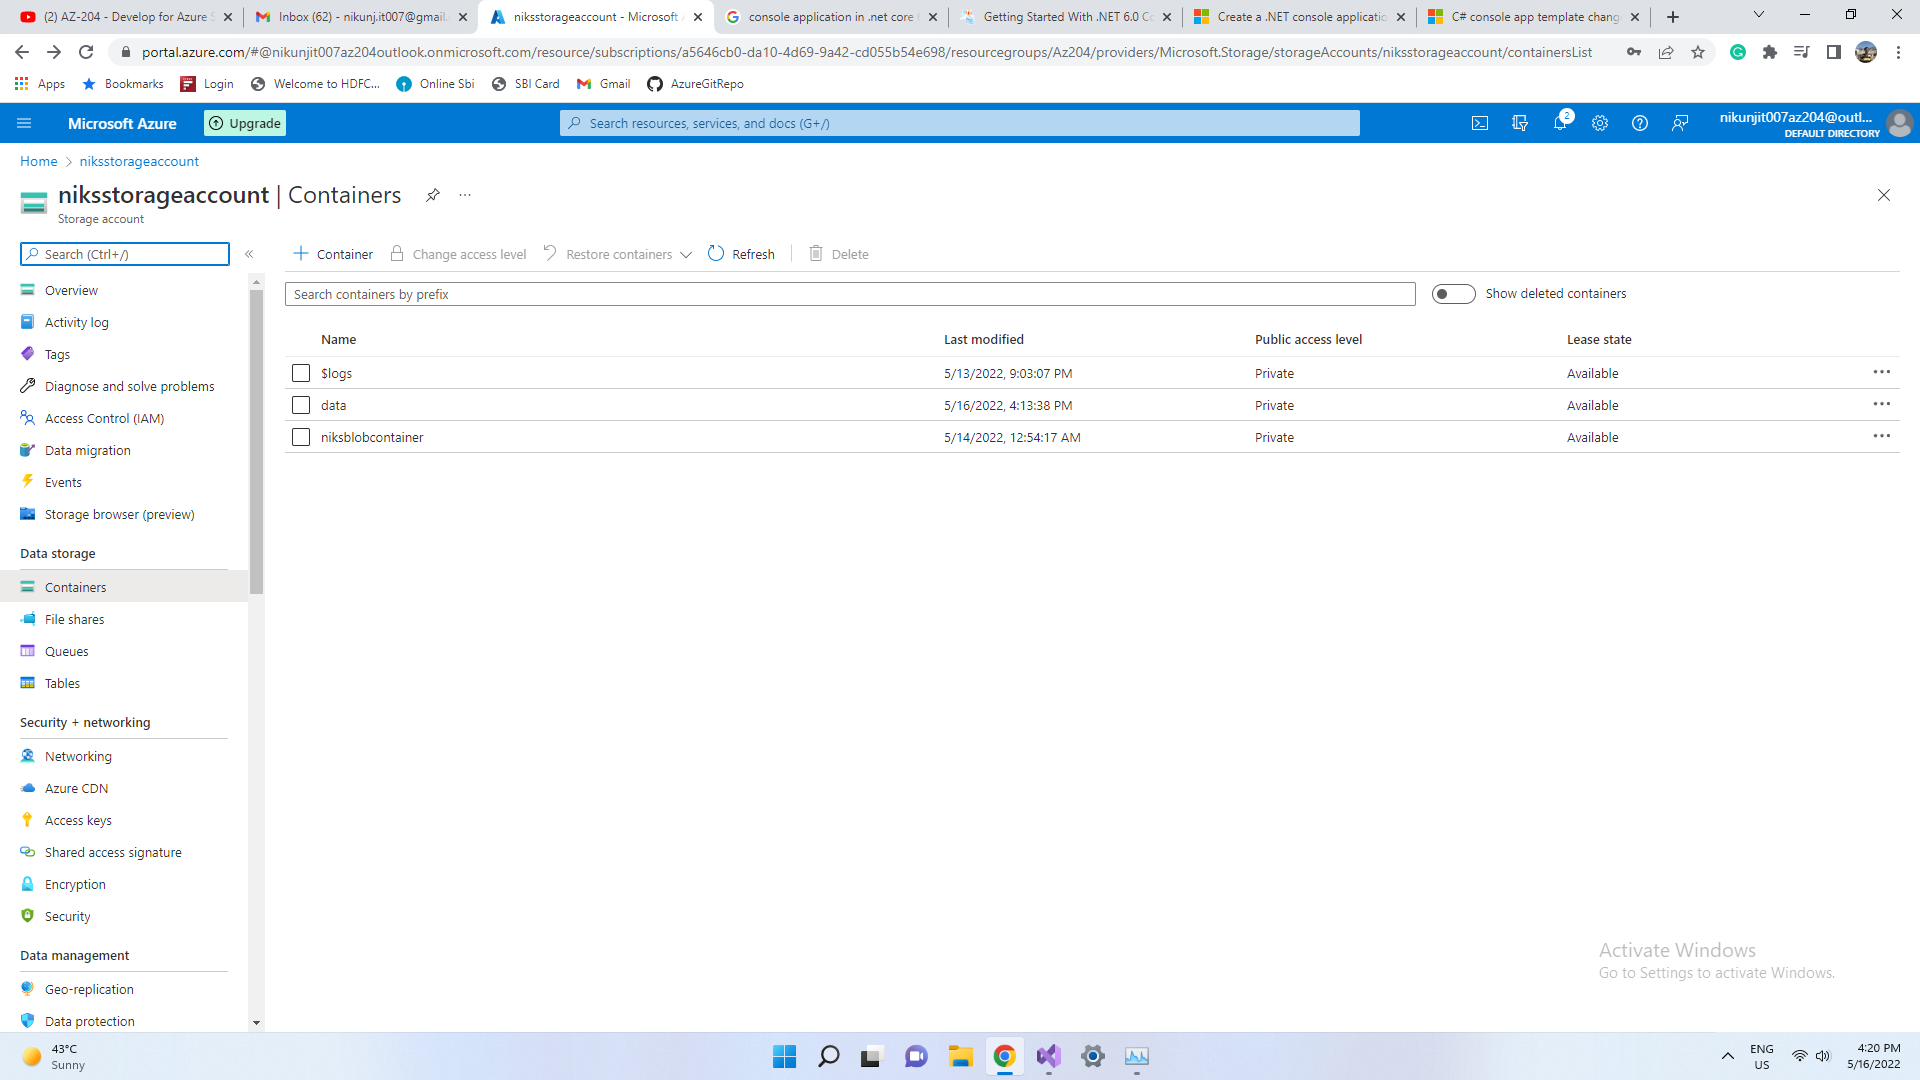 (2) AZ-204 - Develop for Azure S
Inbox (62) - nikunj.it007@gmail.
niksstorageaccount - Microsoft A
console application in .net core 6
Getting Started With .NET 6.0 Co
Create a .NET console applicatio
C# console app template change
portal.azure.com/#@nikunjit007az204outlook.onmicrosoft.com/resource/subscriptions/a5646cb0-da10-4d69-9a42-cd055b54e698/resourcegroups/Az204/providers/Microsoft.Storage/storageAccounts/niksstorageaccount/containersList
Apps
Bookmarks
Login
Welcome to HDFC...
Online Sbi
SBI Card
Gmail
AzureGitRepo
Microsoft Azure
Upgrade
Search resources, services, and docs (G+/)
2
nikunjit007az204@outl...
DEFAULT DIRECTORY
Home > niksstorageaccount
niksstorageaccount | Containers
...
Storage account
Search (Ctrl+/)
«
Container
Change access level
Restore containers
Refresh
Delete
Search containers by prefix
Show deleted containers
Name Last modified Public access level Lease state
$logs 5/13/2022, 9:03:07 PM Private Available
data 5/16/2022, 4:13:38 PM Private Available
niksblobcontainer 5/14/2022, 12:54:17 AM Private Available
Overview
Activity log
Tags
Diagnose and solve problems
Access Control (IAM)
Data migration
Events
Storage browser (preview)
Data storage
Containers
File shares
Queues
Tables
Security + networking
Networking
Azure CDN
Access keys
Shared access signature
Encryption
Security
Data management
Geo-replication
Data protection
Activate Windows
Go to Settings to activate Windows.
43°C
Sunny
ENG
US
4:20 PM
5/16/2022